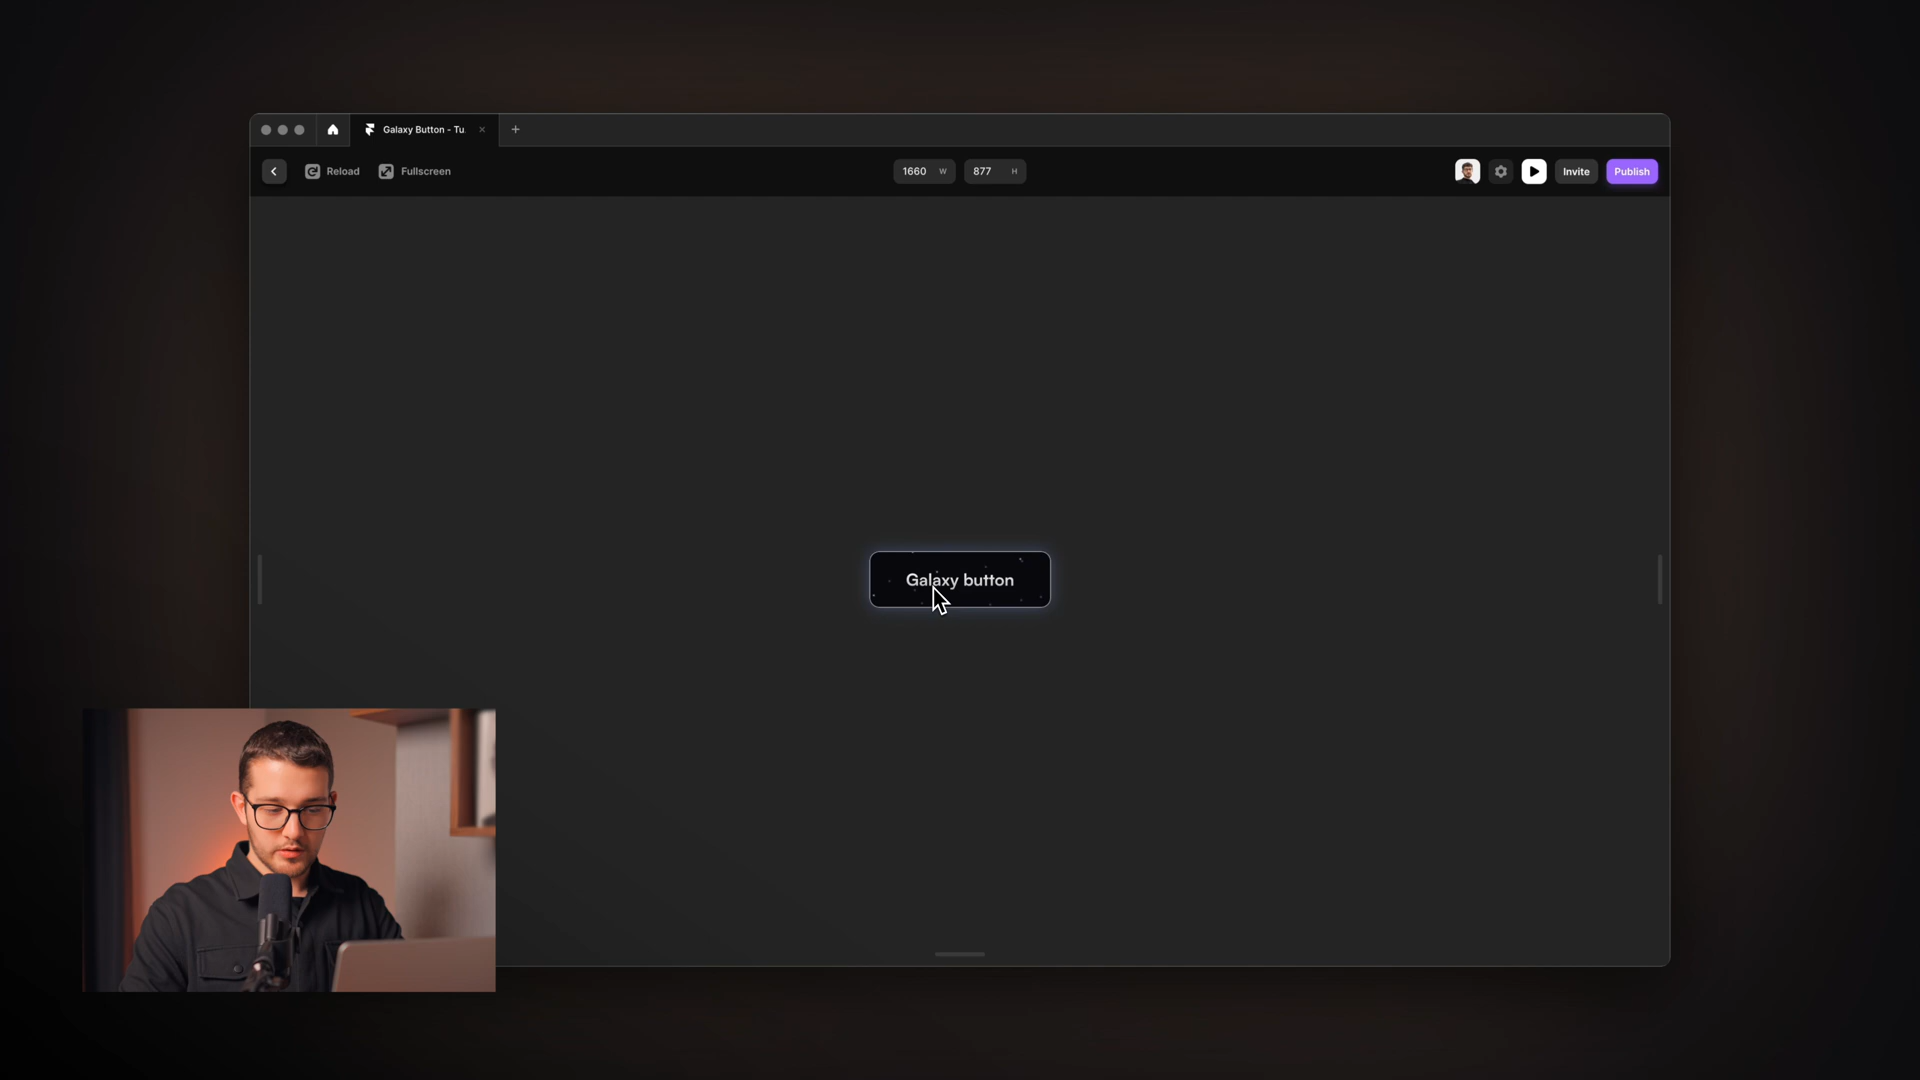 Galaxy Button - Tu
Reload
Fullscreen
1660 W
877 H
Invite
Publish
Galaxy button